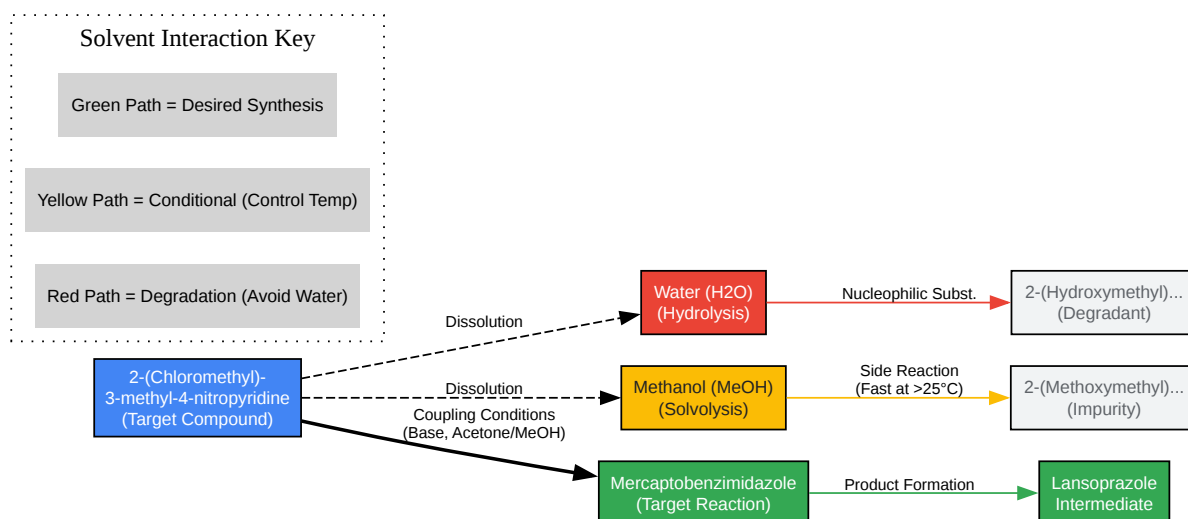 Solvent Interaction Key
Green Path = Desired Synthesis
Yellow Path = Conditional (Control Temp)
Red Path = Degradation (Avoid Water)
2-(Chloromethyl)-
3-methyl-4-nitropyridine
(Target Compound)
Dissolution
Dissolution
Coupling Conditions
(Base, Acetone/MeOH)
Water (H2O)
(Hydrolysis)
Nucleophilic Subst.
2-(Hydroxymethyl)...
(Degradant)
Methanol (MeOH)
(Solvolysis)
Side Reaction
(Fast at >25°C)
2-(Methoxymethyl)...
(Impurity)
Mercaptobenzimidazole
(Target Reaction)
Product Formation
Lansoprazole
Intermediate